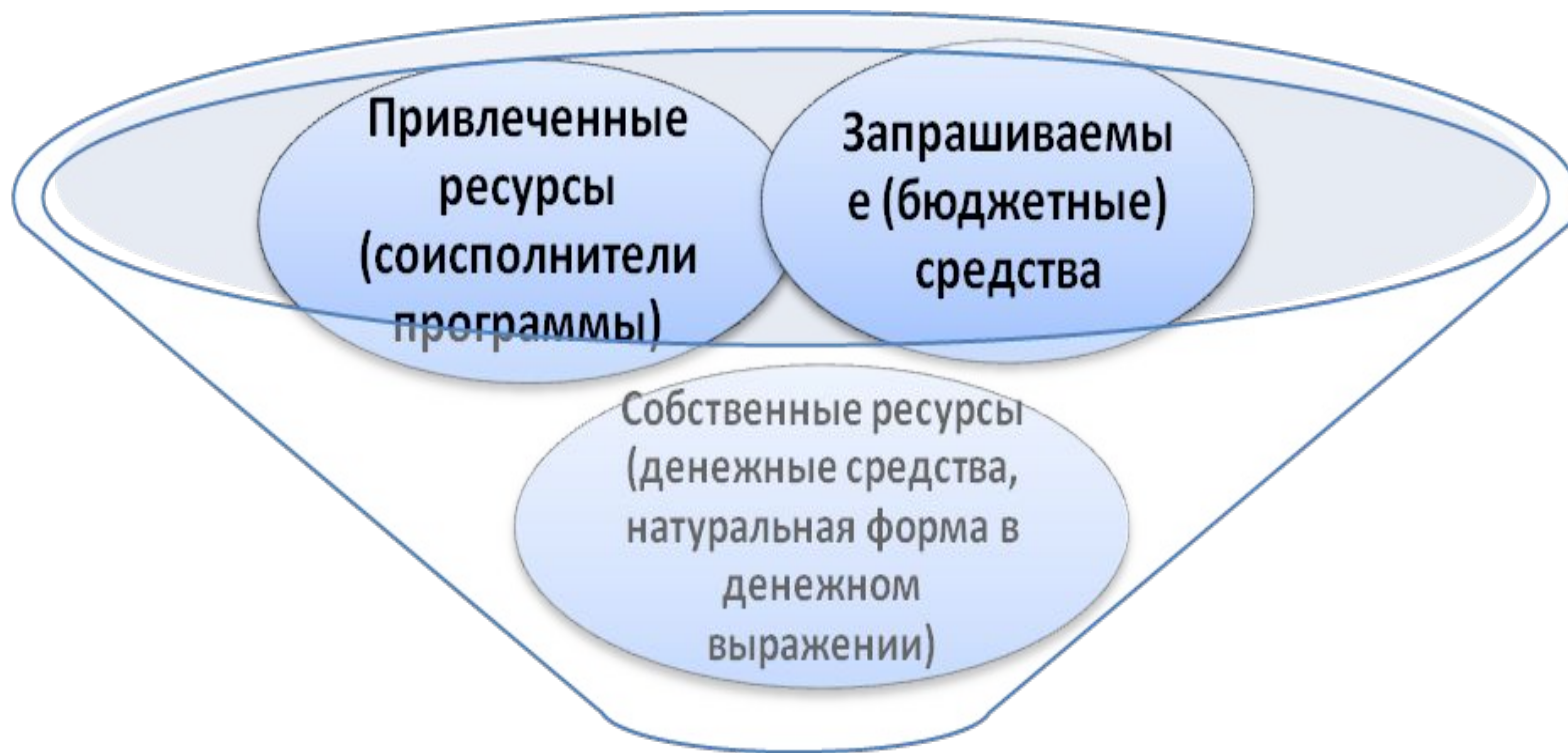 Привлеченные
ресурсы
(соисполнители
программы)
Запрашиваемы
е (бюджетные)
средства
Собственные ресурсы
(денежные средства,
натуральная форма в
денежном
выражении)